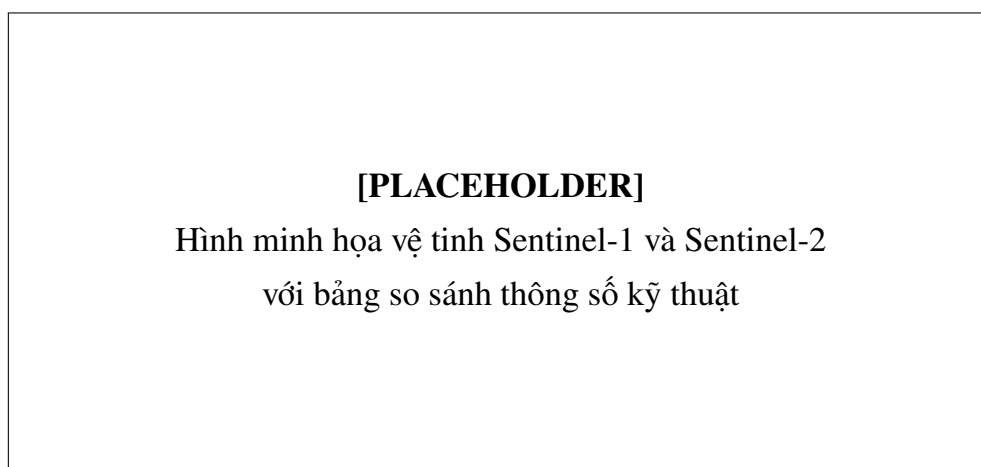 [PLACEHOLDER]
Hình minh họa vệ tinh Sentinel-1 và Sentinel-2
với bảng so sánh thông số kỹ thuật